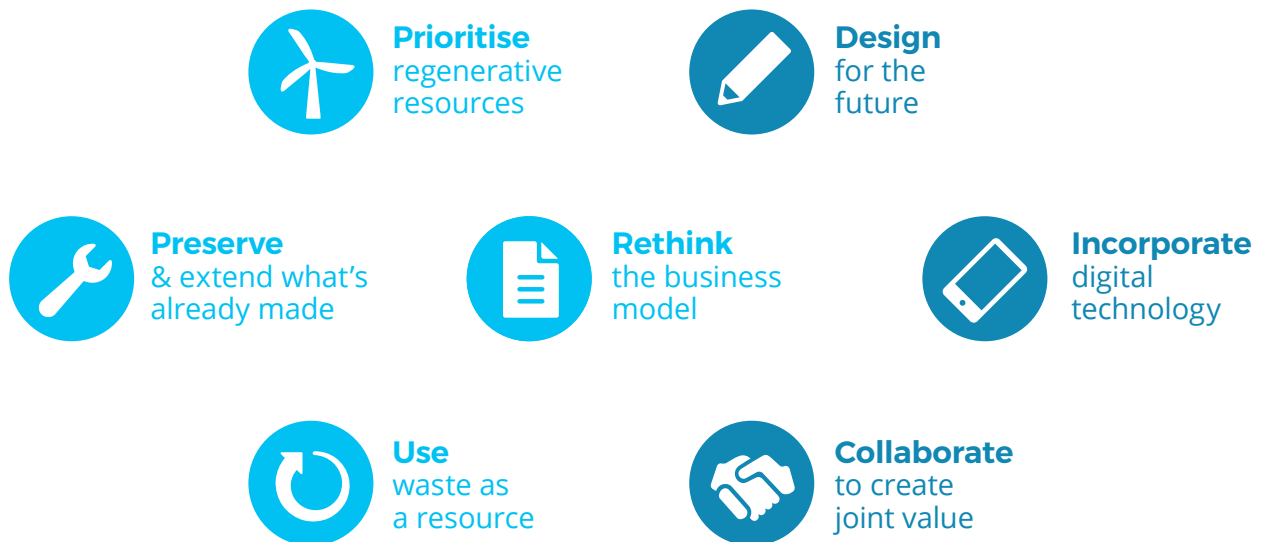 Prioritise
regenerative
resources
Design
for the
future
Preserve
& extend what's
already made
Rethink
the business
model
Incorporate
digital
technology
Use
waste as
a resource
Collaborate
to create
joint value